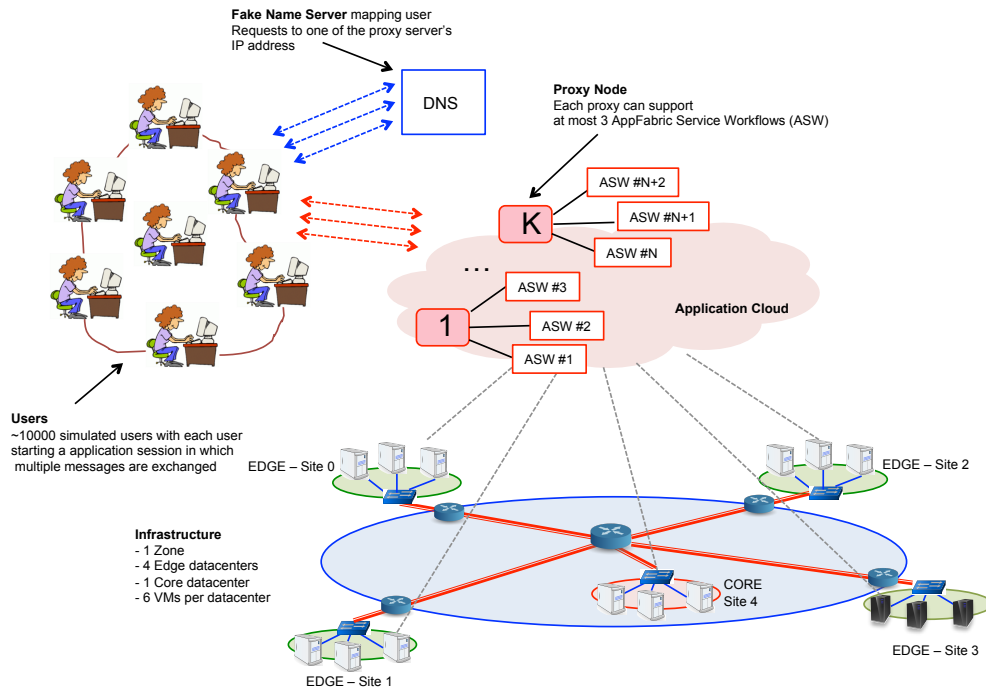 Fake Name Server mapping user
Requests to one of the proxy server's
IP address
DNS
Proxy Node
Each proxy can support
at most 3 AppFabric Service Workflows (ASW)
ASW #N+2
K
ASW #N+1
ASW #N
...
ASW #3
Application Cloud
1
ASW #2
ASW #1
Users
~10000 simulated users with each user
starting a application session in which
multiple messages are exchanged
EDGE – Site 0
EDGE – Site 2
Infrastructure
- 1 Zone
- 4 Edge datacenters
- 1 Core datacenter
- 6 VMs per datacenter
CORE
Site 4
EDGE – Site 3
EDGE – Site 1